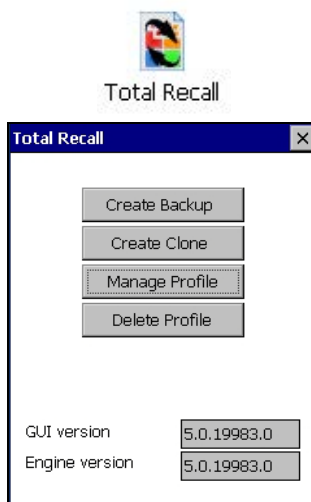 Total Recall
Total Recall
Create Backup
Create Clone
Manage Profile
Delete Profile
GUI version 5.0.19983.0
Engine version 5.0.19983.0